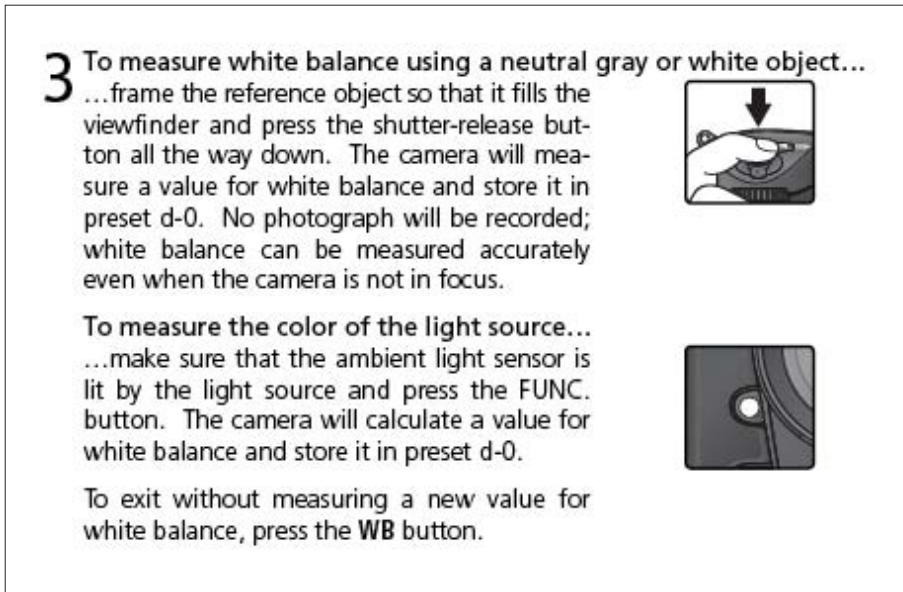 3 To measure white balance using a neutral gray or white object...
...frame the reference object so that it fills the
viewfinder and press the shutter-release but-
ton all the way down. The camera will mea-
sure a value for white balance and store it in
preset d-0. No photograph will be recorded;
white balance can be measured accurately
even when the camera is not in focus.
To measure the color of the light source...
...make sure that the ambient light sensor is
lit by the light source and press the FUNC.
button. The camera will calculate a value for
white balance and store it in preset d-0.
To exit without measuring a new value for
white balance, press the WB button.